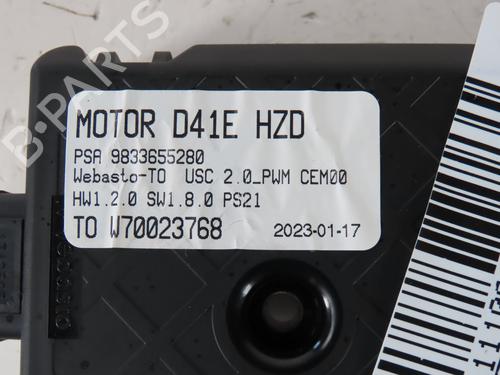 MOTOR D41E HZD
PSA 9833655280
Webasto-TO USC 2.0_PWM CEM00
HW1.2.0 SW1.8.0 PS21
TO W70023768 2023-01-17
B-PARTS